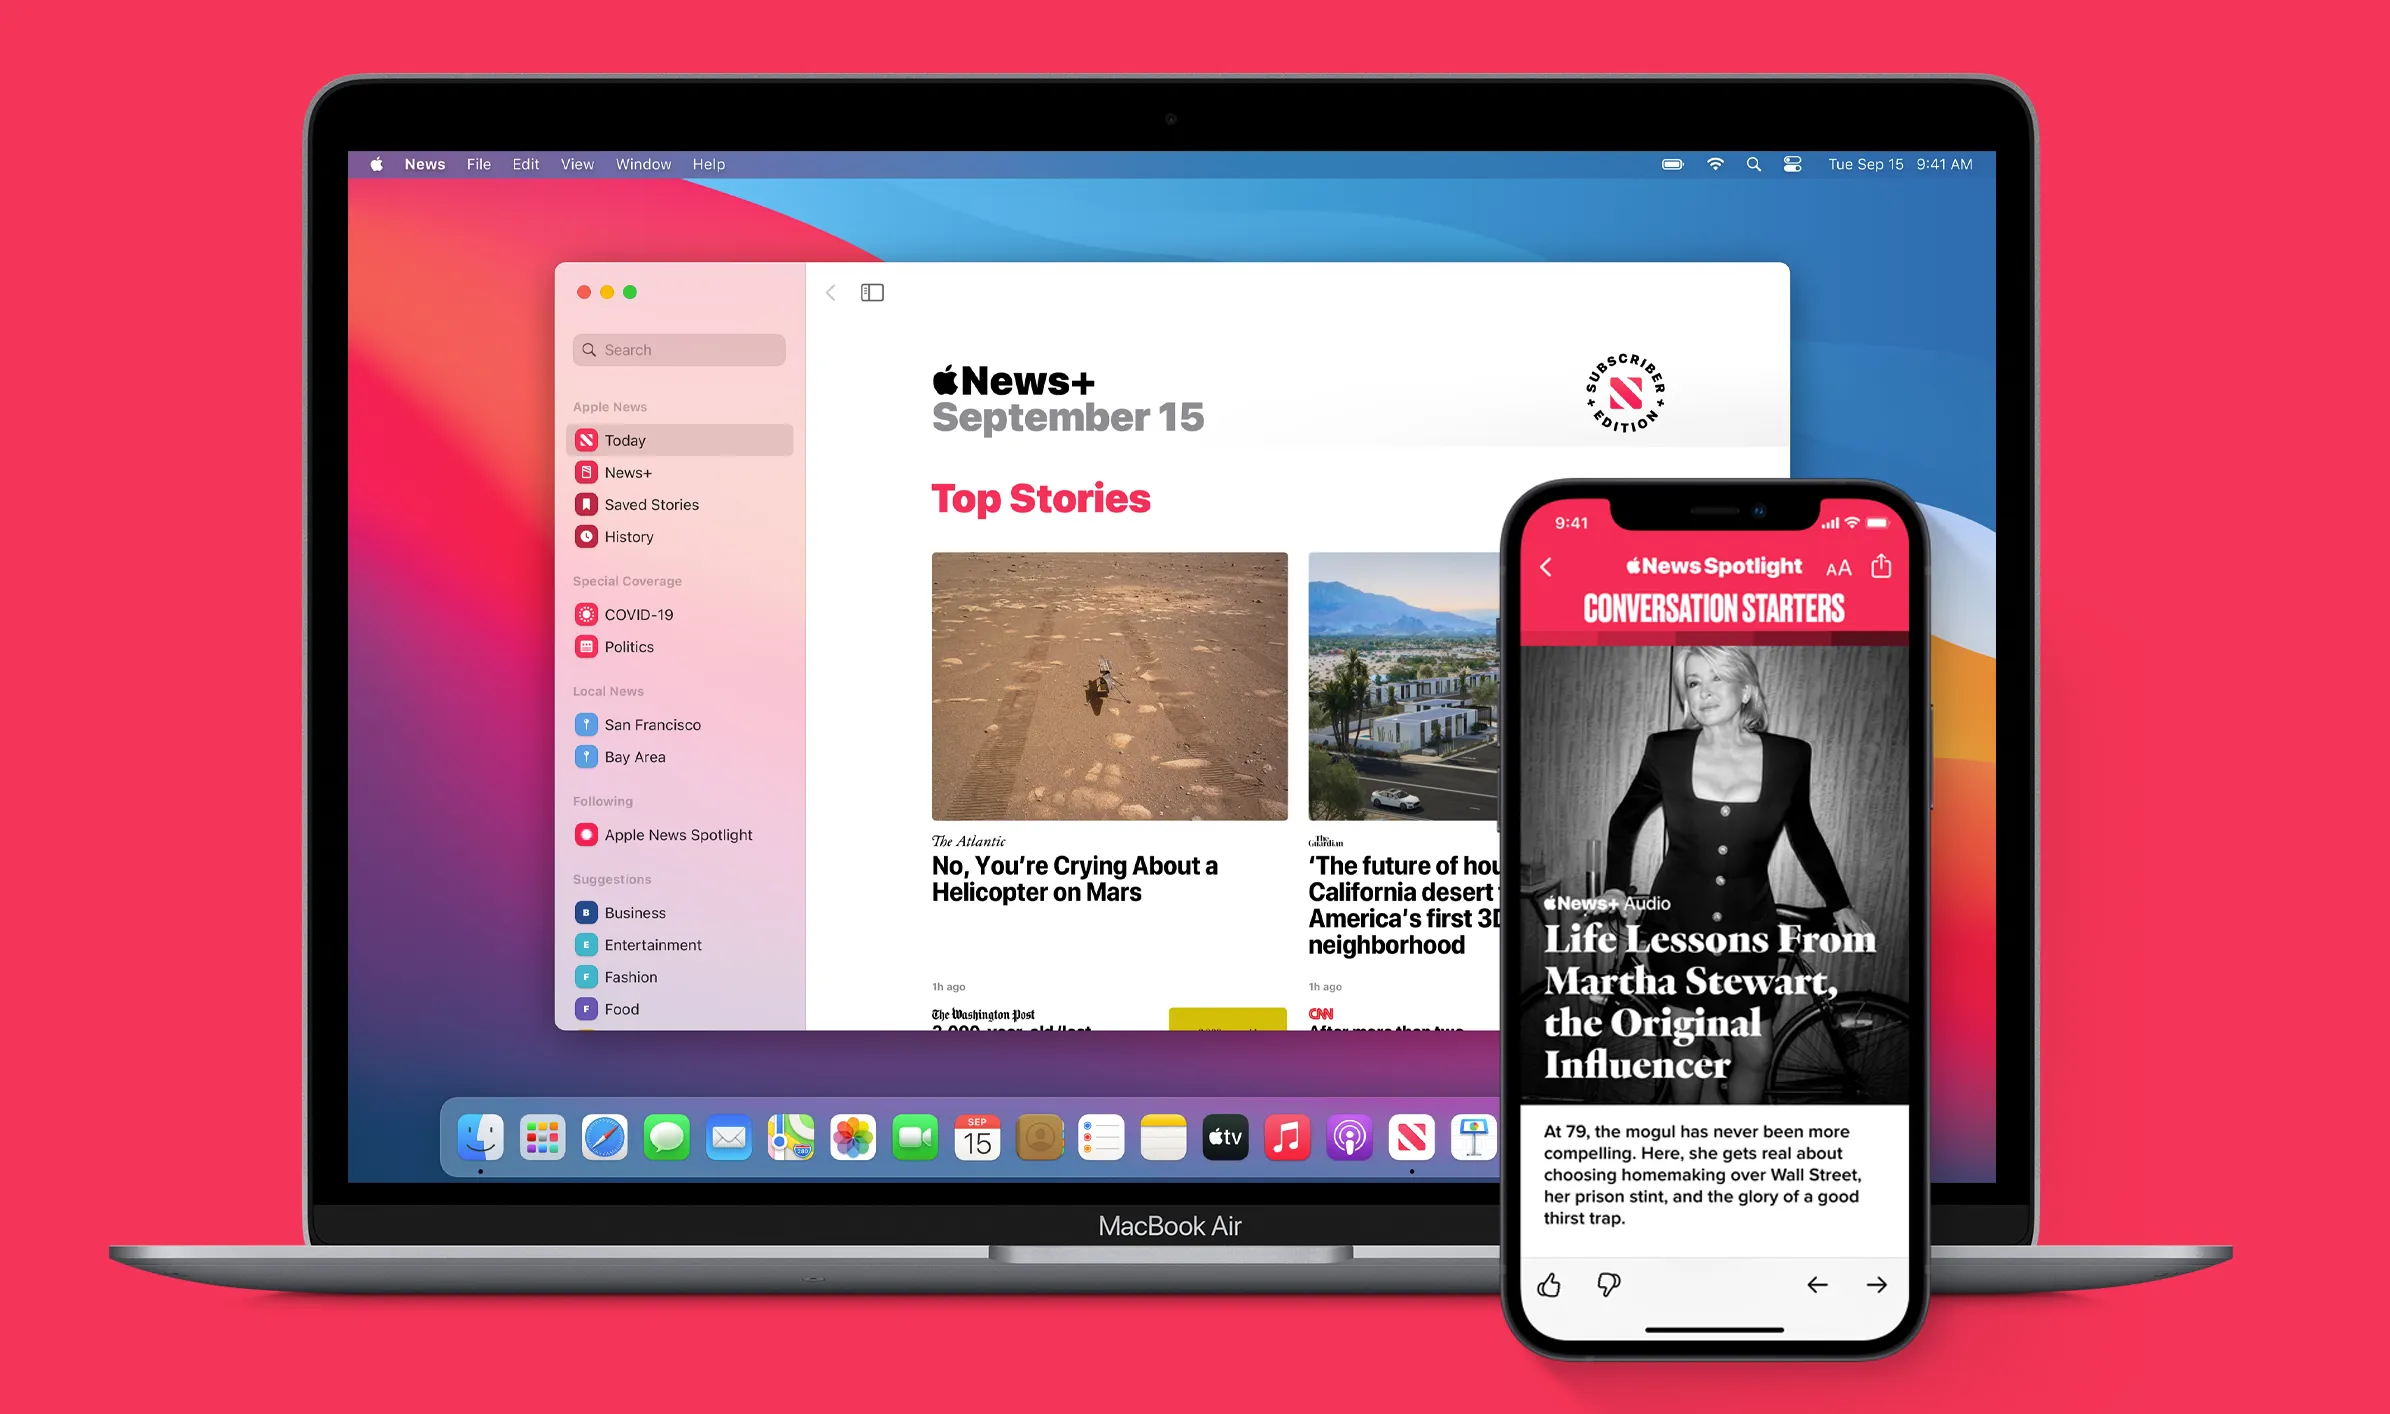 News File Edit View Window Help
Tue Sep 15 9:41 AM
Search
Apple News
Today
News+
Saved Stories
History
Special Coverage
COVID-19
Politics
Local News
San Francisco
Bay Area
Following
Apple News Spotlight
Suggestions
B Business
E Entertainment
F Fashion
F Food
News+
September 15
SUBSCRIBER
+ EDITION +
Top Stories
The Atlantic
No, You’re Crying About a
Helicopter on Mars
1h ago
The Guardian
‘The future of hou
California desert
America’s first 3D
neighborhood
1h ago
The Washington Post
CNN
After more than two
SEP
15
tv
MacBook Air
9:41
News Spotlight AA
CONVERSATION STARTERS
News+ Audio
Life Lessons From
Martha Stewart,
the Original
Influencer
At 79, the mogul has never been more
compelling. Here, she gets real about
choosing homemaking over Wall Street,
her prison stint, and the glory of a good
thirst trap.